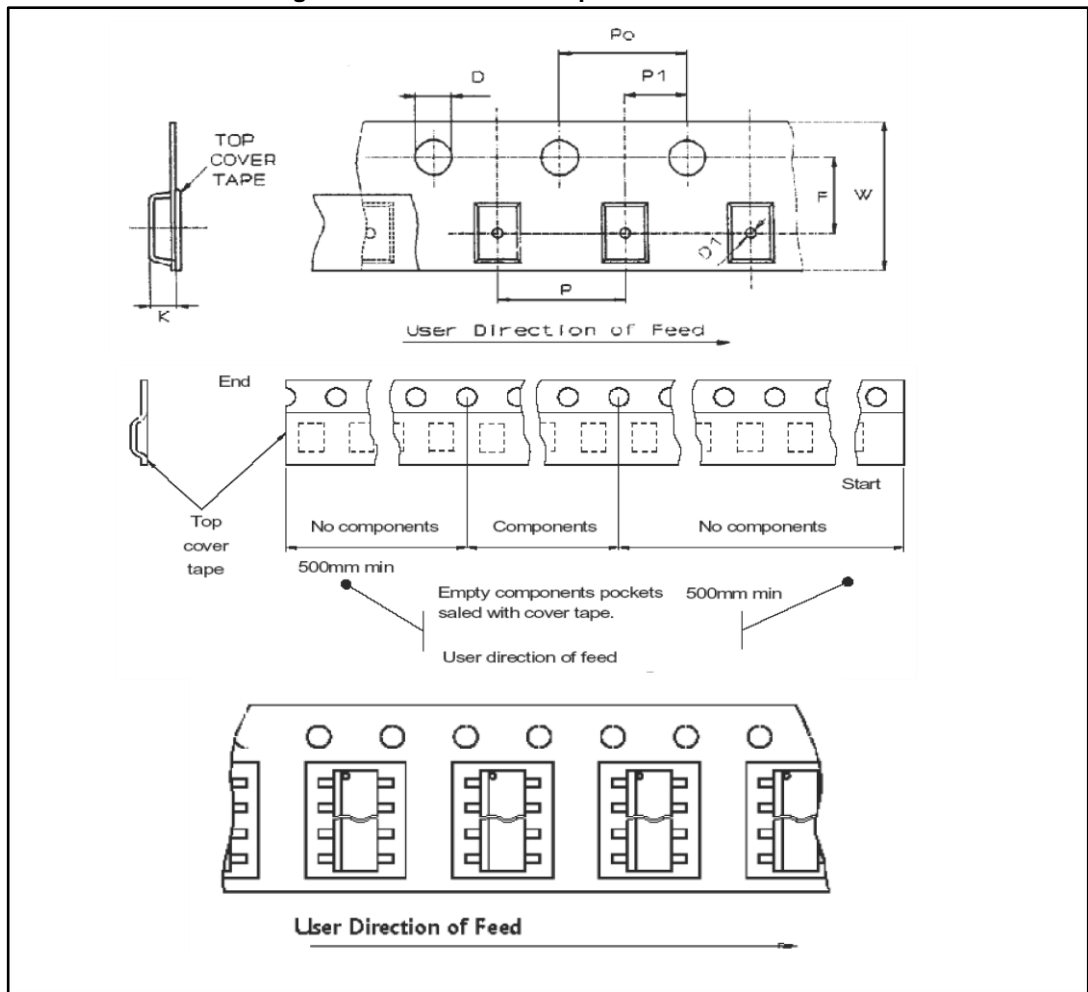 Po
D
P1
TOP
COVER
TAPE
F
W
D1
P
K
User Direction of Feed
End
Start
Top
cover
tape
No components
Components
No components
500mm min
Empty components pockets
saled with cover tape.
500mm min
User direction of feed
User Direction of Feed